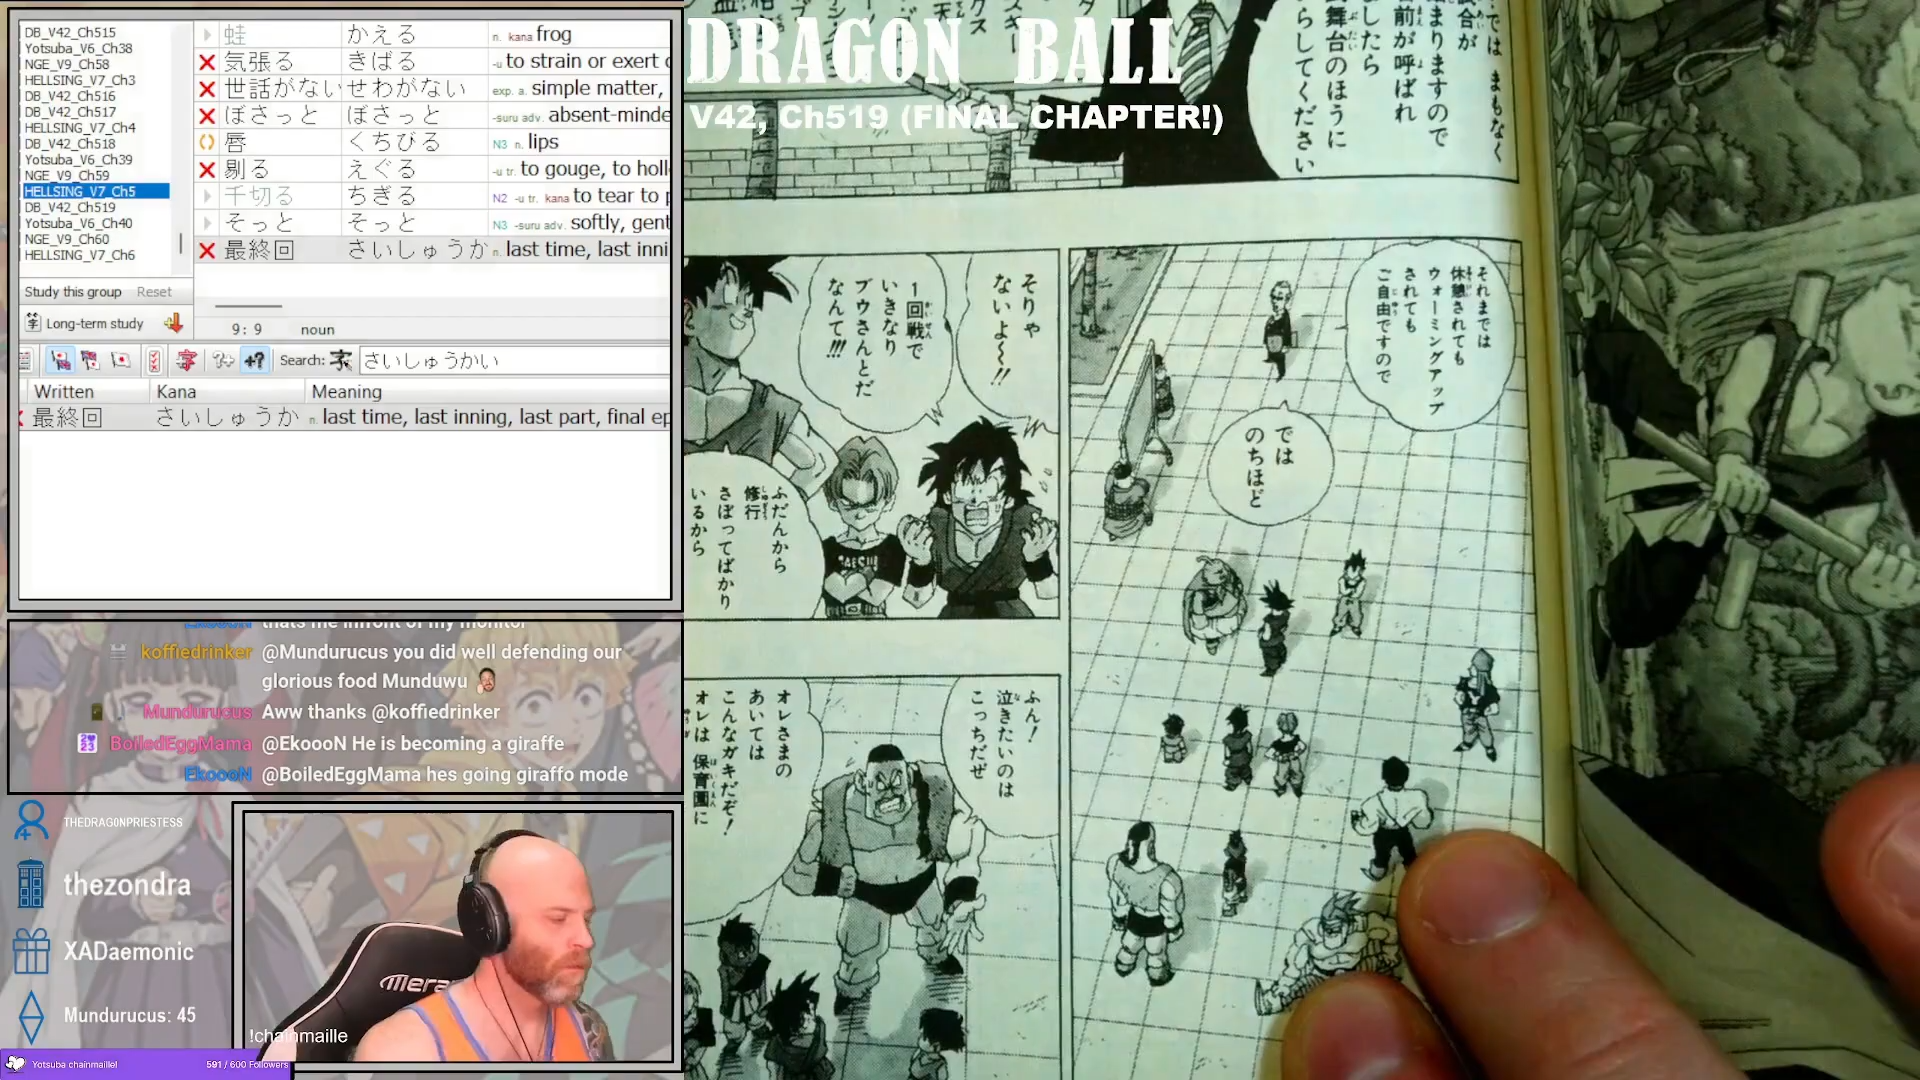 DB_V42_Ch515
Yotsuba_V6_Ch38
NGE_V9_Ch58
HELLSING_V7_Ch3
DB_V42_Ch516
DB_V42_Ch517
HELLSING_V7_Ch4
DB_V42_Ch518
Yotsuba_V6_Ch39
NGE_V9_Ch59
HELLSING_V7_Ch5
DB_V42_Ch519
Yotsuba_V6_Ch40
NGE_V9_Ch60
HELLSING_V7_Ch6
Study this group Reset
Long-term study
蛙 かえる n. kana frog
気張る きばる -u to strain or exert
世話がない せわがない exp. a. simple matter,
ぼさっと ぼさっと -suru adv. absent-minde
唇 くちびる N3 n. lips
剔る えぐる -u tr. to gouge, to holl
千切る ちぎる N2 -u tr. kana to tear to
そっと そっと N3 -suru adv. softly, gent
最終回 さいしゅうか n. last time, last inni
9: 9 noun
Search: さいしゅうかい
Written Kana Meaning
最終回 さいしゅうか n. last time, last inning, last part, final ep
thats me infront of my monitor
koffiedrinker @Mundurucus you did well defending our
glorious food Munduwu
Mundurucus Aww thanks @koffiedrinker
BoiledEggMama @EkoooN He is becoming a giraffe
EkoooN @BoiledEggMama hes going giraffo mode
THEDRAG0NPRIESTESS
thezondra
XADaemonic
Mundurucus: 45
Yotsuba chainmaille! 591 / 600 Followers
!chainmaille
DRAGON BALL
V42, Ch519 (FINAL CHAPTER!)
では まもなく
試合が
まりますので
名前が呼ばれ
ましたら
舞台のほうに
らしてください
それまでは
休憩されても
ウォーミングアップ
されても
ご自由ですので
では
のちほど
そりゃ
ないよ〜!!
1回戦で
いきなり
ブウさんとだ
なんて!!!
ふだんから
修行
さぼってばかり
いるから
ふん!
泣きたいのは
こっちだぜ
オレさまの
あいては
こんなガキだぞ!
オレは 保育園に